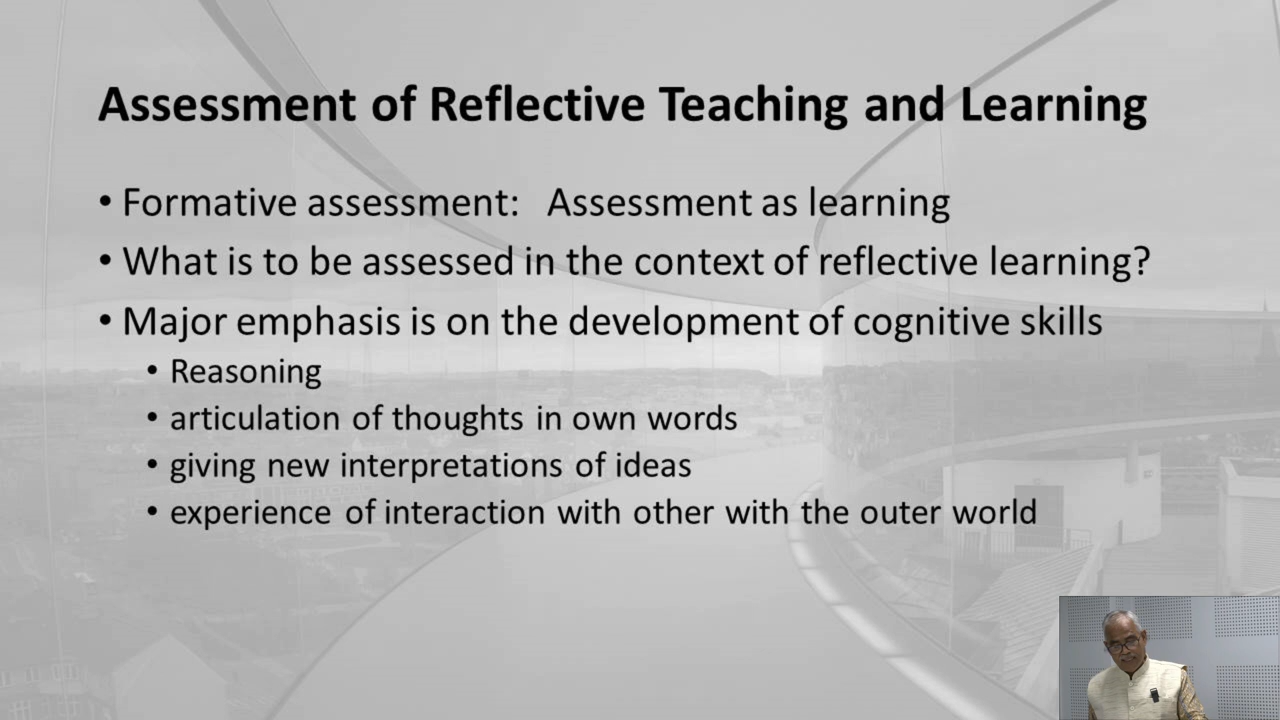 Assessment of Reflective Teaching and Learning
• Formative assessment: Assessment as learning
• What is to be assessed in the context of reflective learning?
• Major emphasis is on the development of cognitive skills
• Reasoning
• articulation of thoughts in own words
• giving new interpretations of ideas
• experience of interaction with other with the outer world